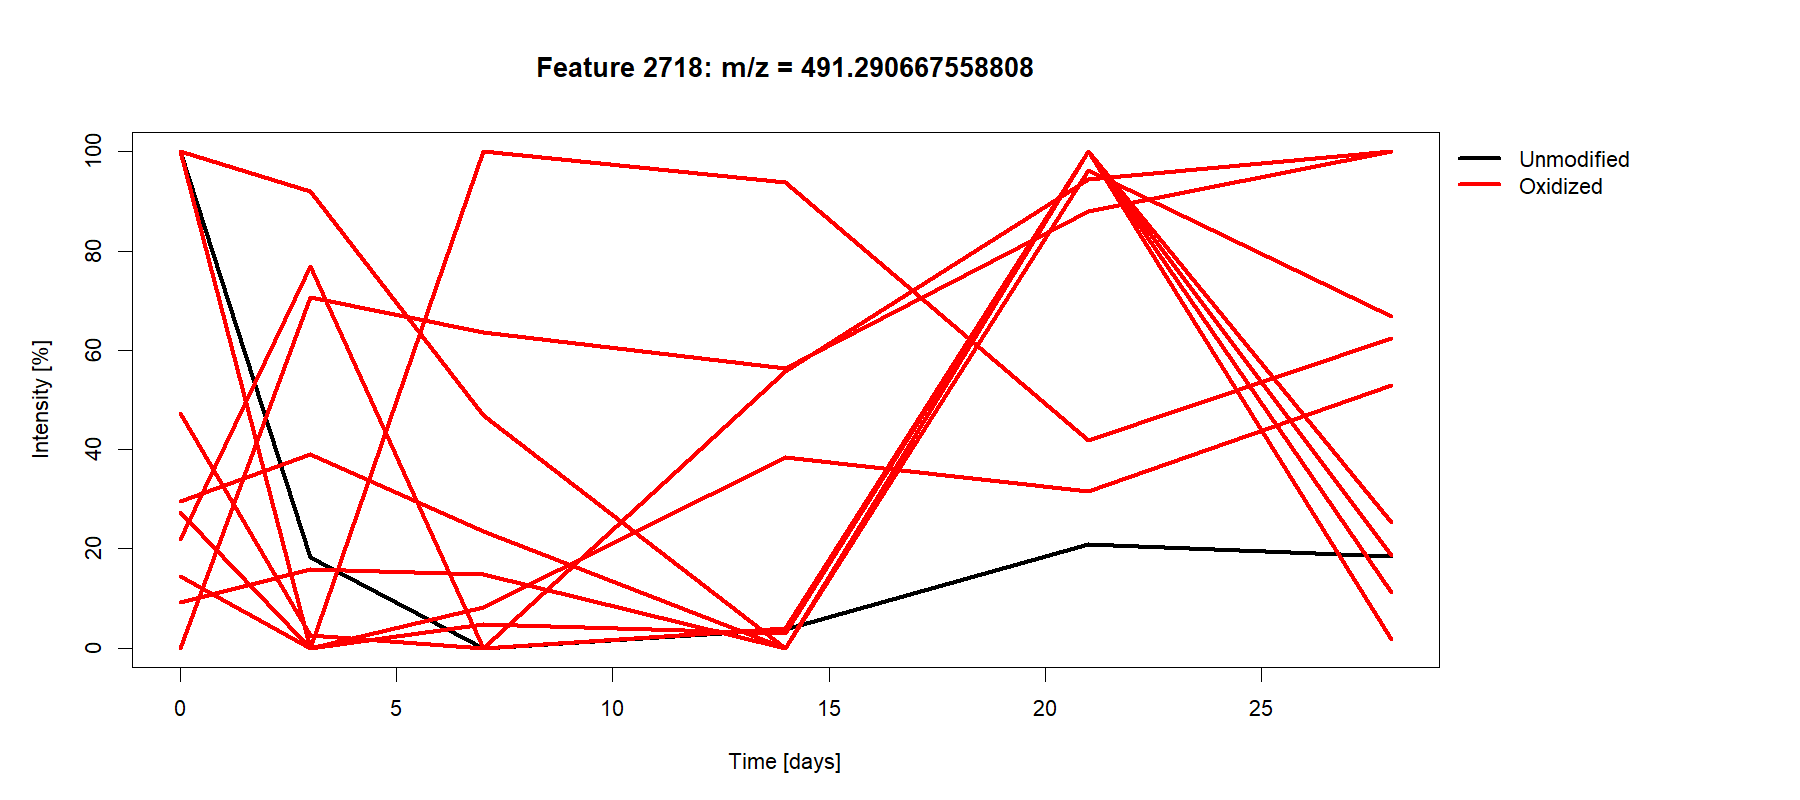 Feature 2718: m/z = 491.290667558808
Unmodified
Oxidized
Intensity [%]
100
80
60
40
20
0
0 5 10 15 20 25
Time [days]